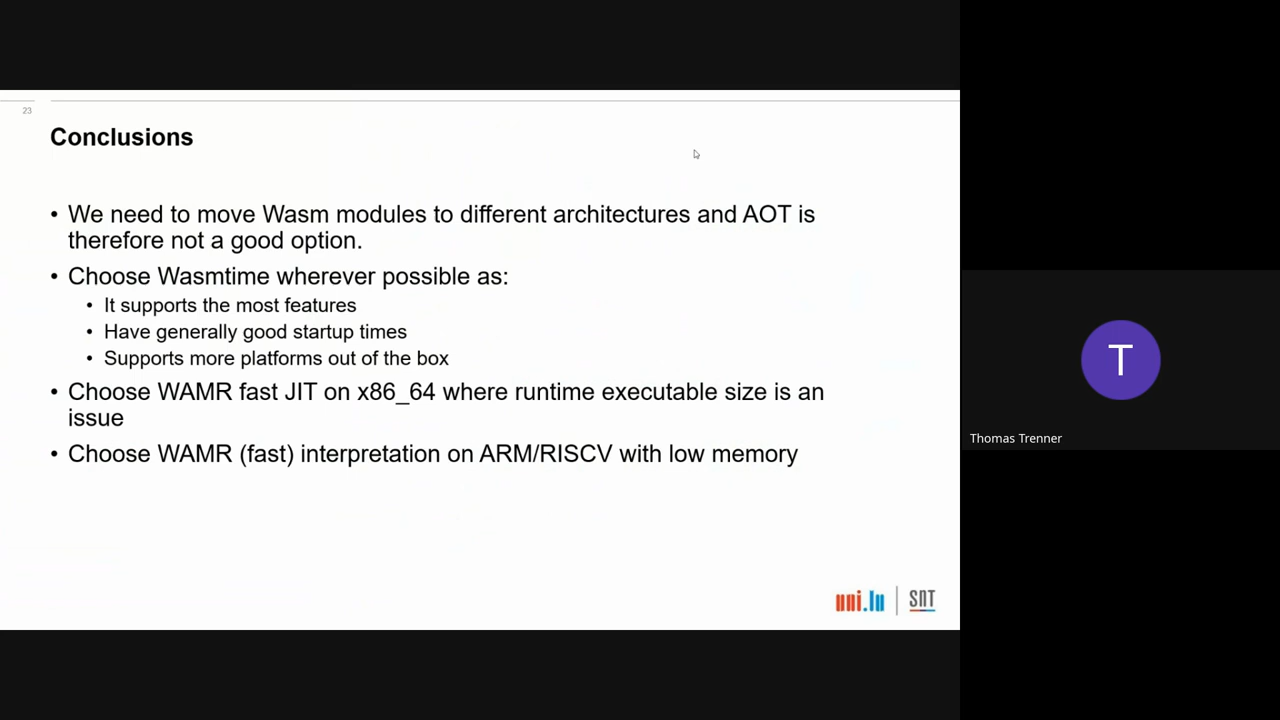 23
Conclusions
• We need to move Wasm modules to different architectures and AOT is
therefore not a good option.
• Choose Wasmtime wherever possible as:
• It supports the most features
• Have generally good startup times
• Supports more platforms out of the box
• Choose WAMR fast JIT on x86_64 where runtime executable size is an
issue
• Choose WAMR (fast) interpretation on ARM/RISCV with low memory
uni.lu | SNT
T
Thomas Trenner